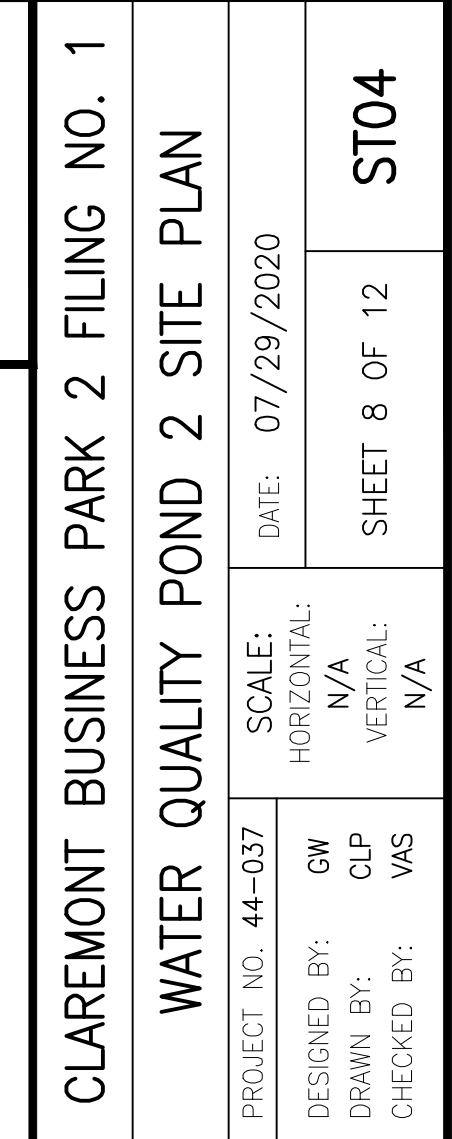 CLAREMONT BUSINESS PARK 2 FILING NO. 1
WATER QUALITY POND 2 SITE PLAN
PROJECT NO. 44-037
DESIGNED BY: GW
DRAWN BY: CLP
CHECKED BY: VAS
SCALE:
HORIZONTAL:
N/A
VERTICAL:
N/A
DATE: 07/29/2020
SHEET 8 OF 12
ST04